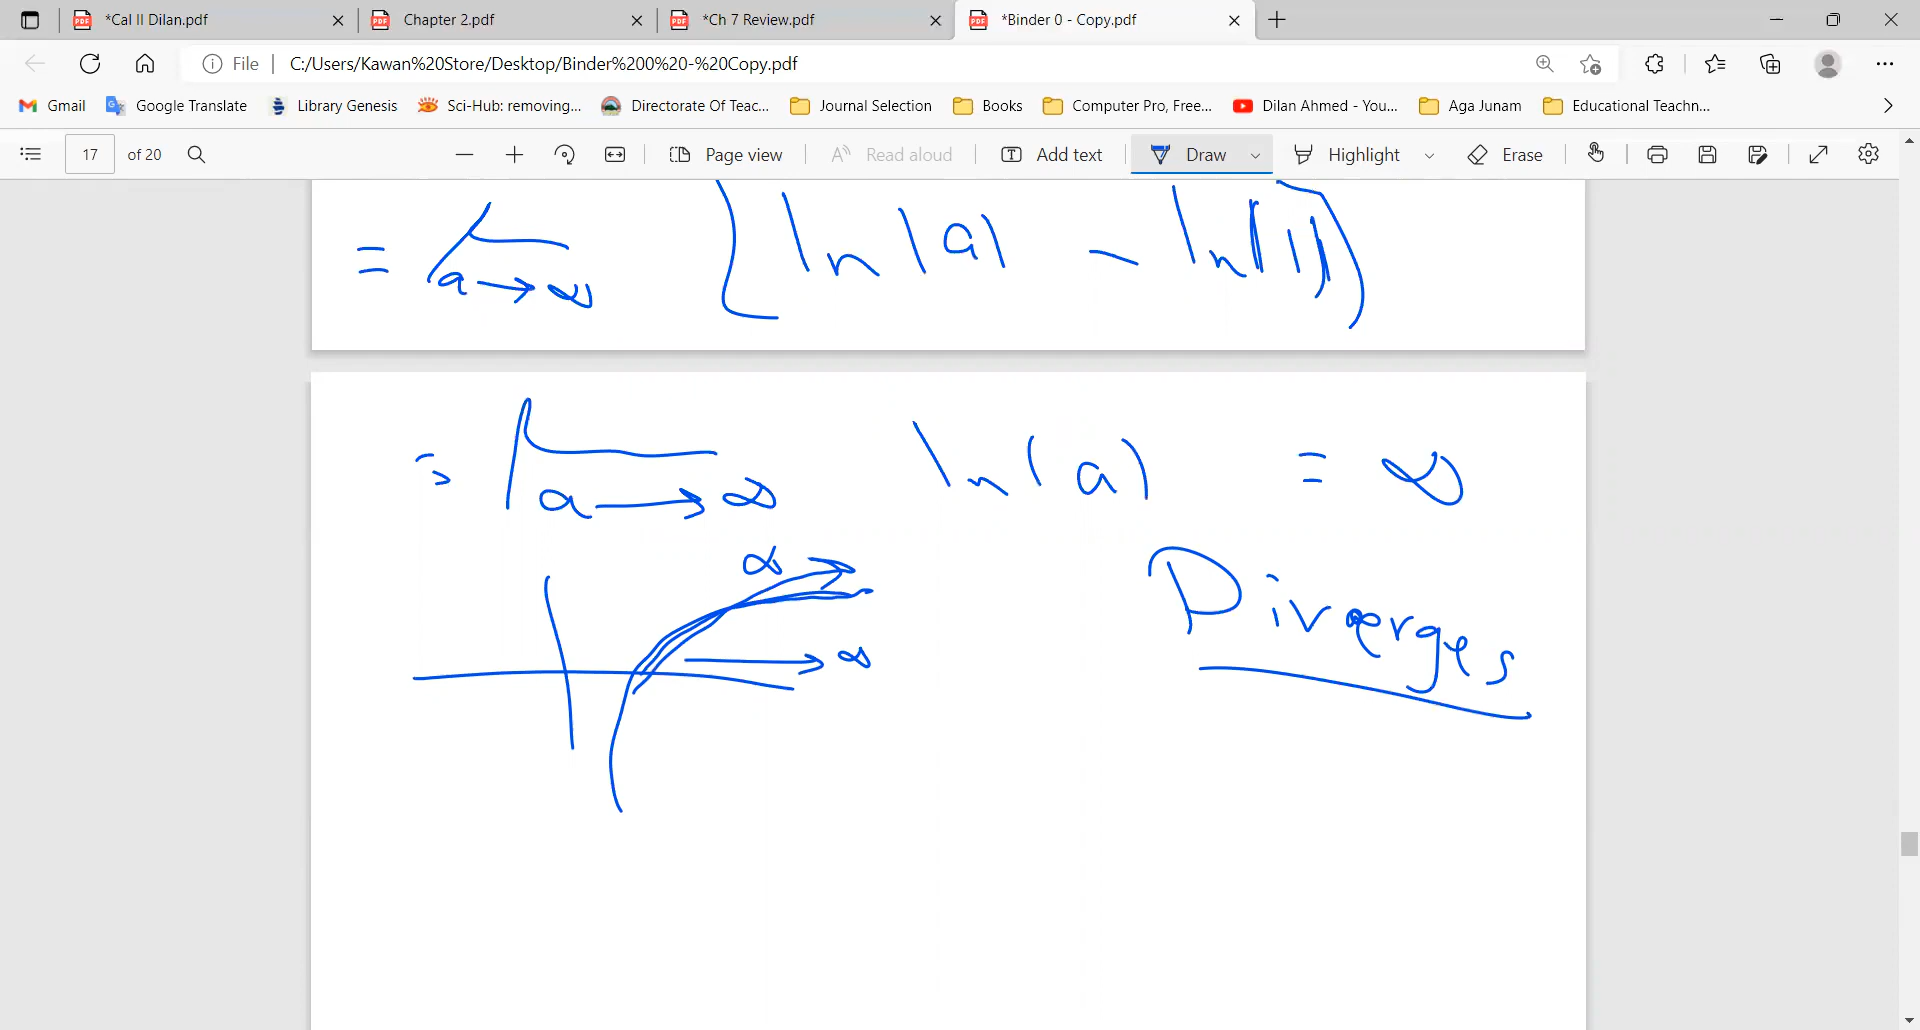 *Cal II Dilan.pdf Chapter 2.pdf *Ch 7 Review.pdf *Binder 0 - Copy.pdf
File C:/Users/Kawan%20Store/Desktop/Binder%200%20-%20Copy.pdf
Gmail Google Translate Library Genesis Sci-Hub: removing... Directorate Of Teac... Journal Selection Books Computer Pro, Free... Dilan Ahmed - You... Aga Junam Educational Teachn...
17 of 20 Page view Read aloud Add text Draw Highlight Erase
= a → ∞ [ln|a| - ln|1|]
= a → ∞ ln(a) = ∞
∞
→ ∞
Diverges